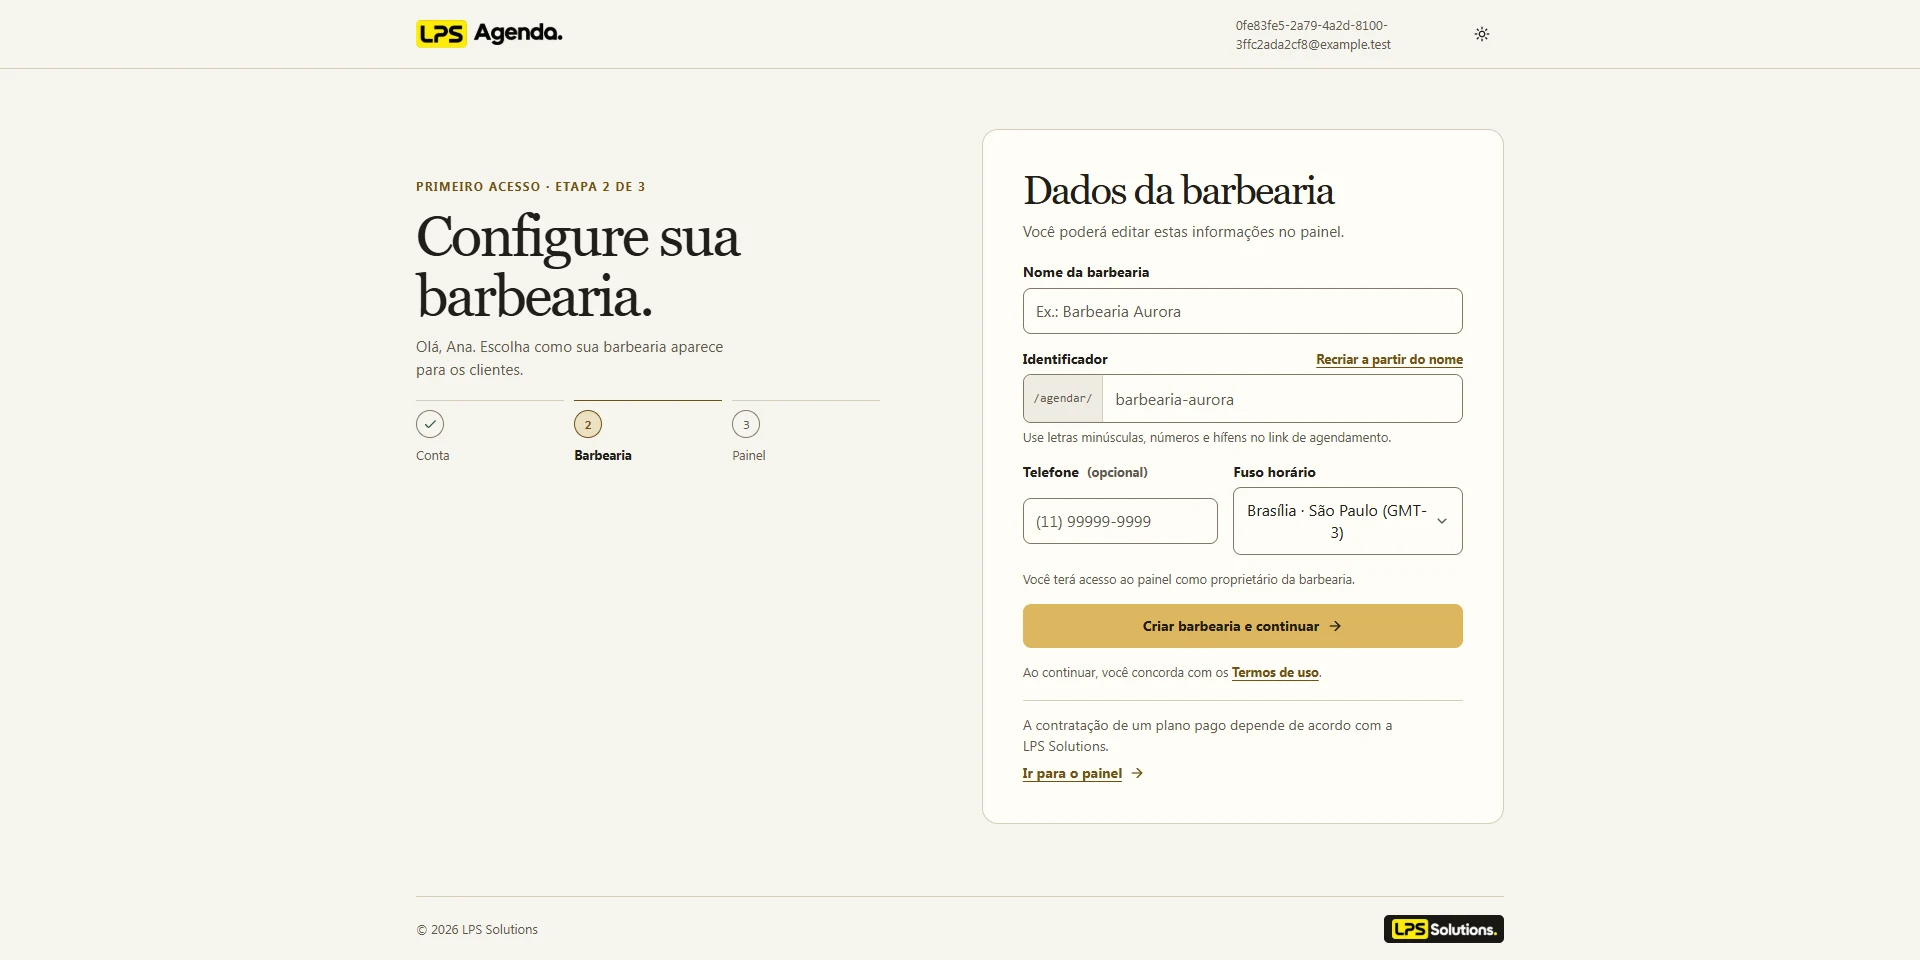 LPS Agenda.
0fe83fe5-2a79-4a2d-8100-
3ffc2ada2cf8@example.test
PRIMEIRO ACESSO · ETAPA 2 DE 3
Configure sua
barbearia.
Olá, Ana. Escolha como sua barbearia aparece
para os clientes.
Conta
2
Barbearia
3
Painel
Dados da barbearia
Você poderá editar estas informações no painel.
Nome da barbearia
Ex.: Barbearia Aurora
Identificador
Recriar a partir do nome
/agendar/
barbearia-aurora
Use letras minúsculas, números e hífens no link de agendamento.
Telefone (opcional)
(11) 99999-9999
Fuso horário
Brasília · São Paulo (GMT-
3)
Você terá acesso ao painel como proprietário da barbearia.
Criar barbearia e continuar →
Ao continuar, você concorda com os Termos de uso.
A contratação de um plano pago depende de acordo com a
LPS Solutions.
Ir para o painel →
© 2026 LPS Solutions
LPS Solutions.